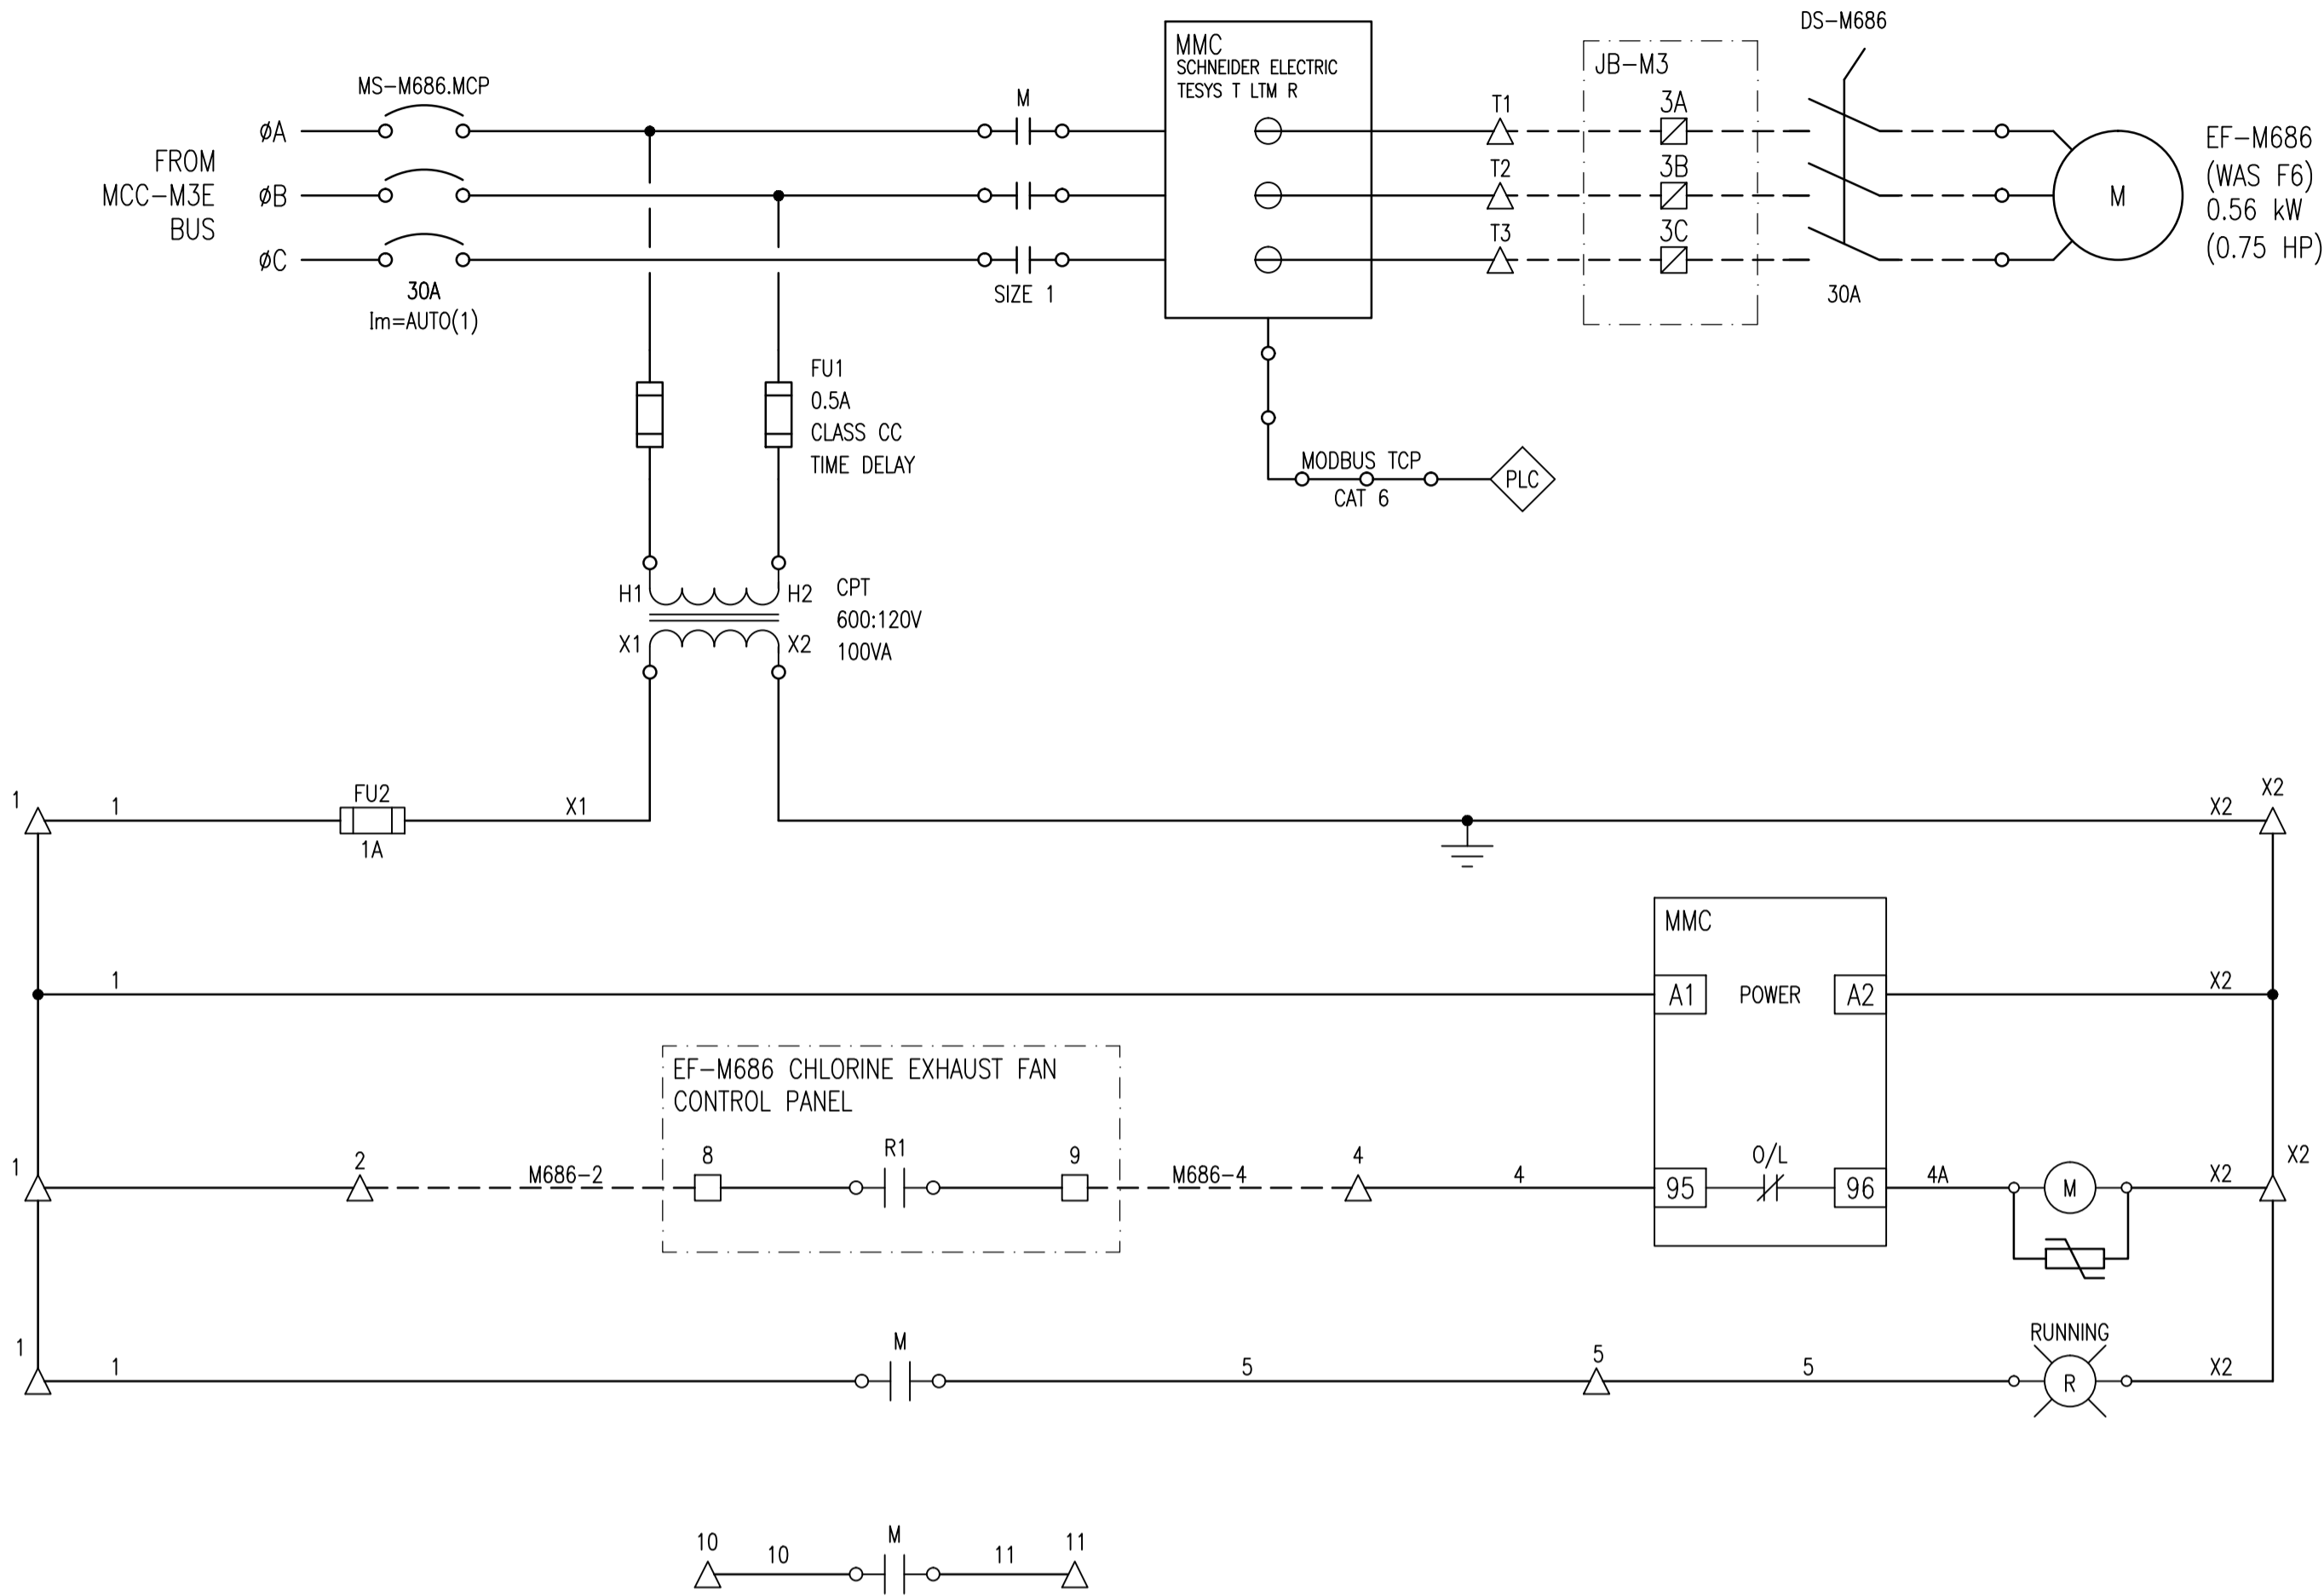 DS-M686
MS-M686.MCP
M
MMC
SCHNEIDER ELECTRIC
TESYS T LTM R
JB-M3
FROM
MCC-M3E
BUS
øA
øB
øC
T1
T2
T3
3A
3B
3C
M
EF-M686
(WAS F6)
0.56 kW
(0.75 HP)
30A
Im=AUTO(1)
SIZE 1
30A
FU1
0.5A
CLASS CC
TIME DELAY
MODBUS TCP
CAT 6
PLC
H1
H2
X1
X2
CPT
600:120V
100VA
1
1
FU2
1A
X1
X2
X2
1
MMC
A1
POWER
A2
X2
EF-M686 CHLORINE EXHAUST FAN
CONTROL PANEL
1
2
M686-2
8
R1
9
M686-4
4
4
95
O/L
96
4A
M
X2
X2
1
1
M
5
5
5
RUNNING
R
X2
10
10
M
11
11